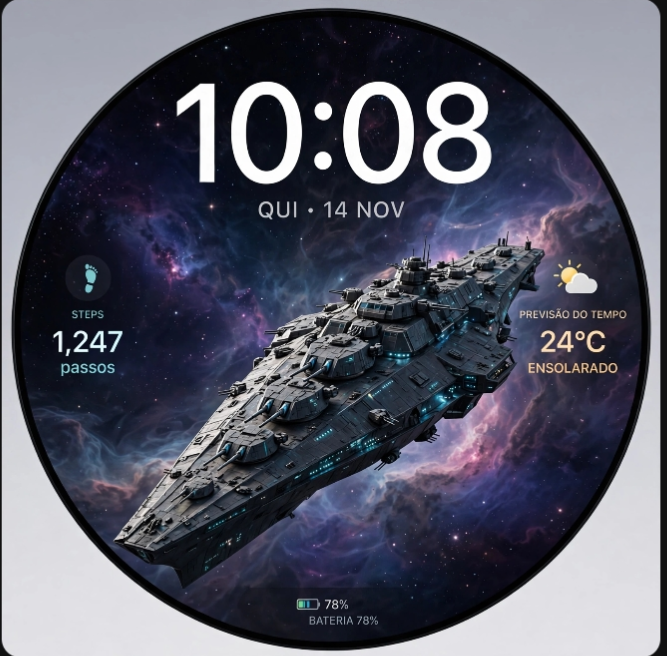 10:08
QUI • 14 NOV
STEPS
1,247
passos
PREVISÃO DO TEMPO
24°C
ENSOLARADO
78%
BATERIA 78%